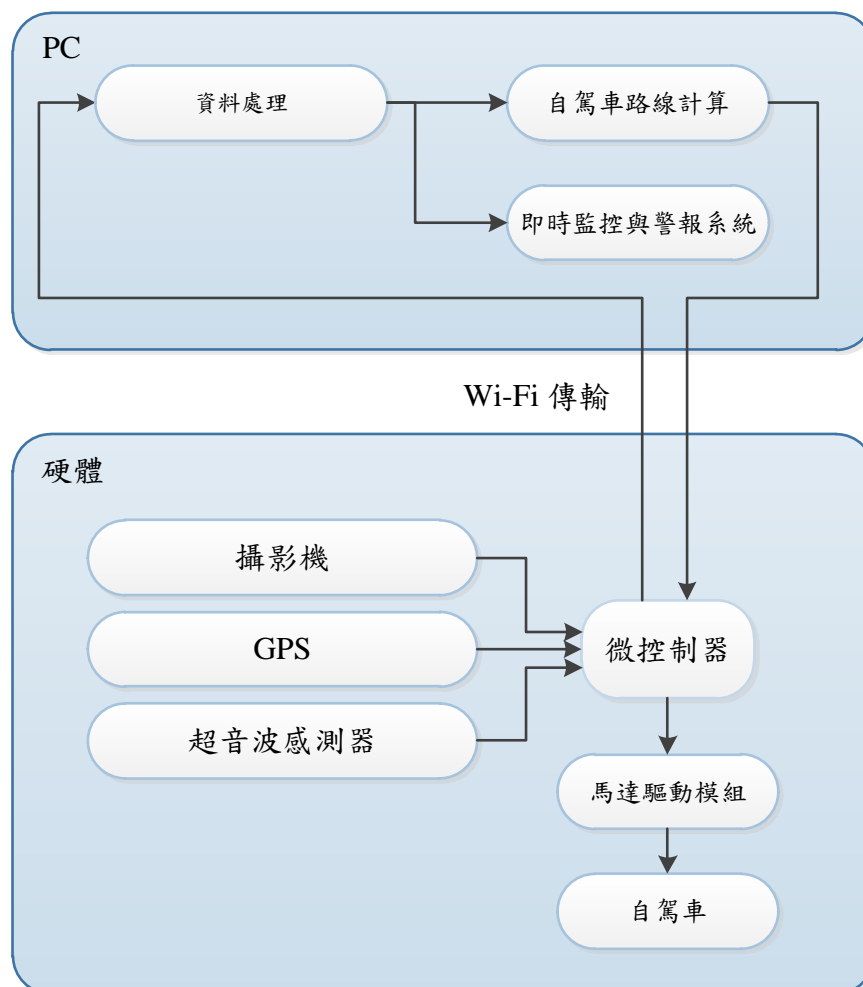 PC
資料處理
自駕車路線計算
即時監控與警報系統
Wi-Fi 傳輸
硬體
攝影機
GPS
超音波感測器
微控制器
馬達驅動模組
自駕車